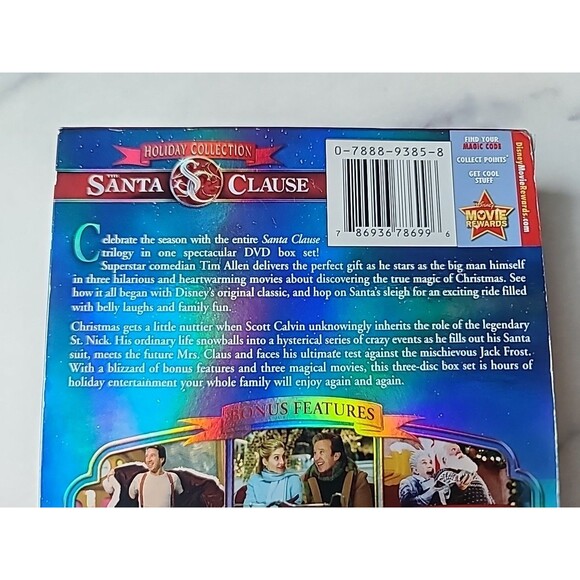 HOLIDAY COLLECTION
THE
SANTA SC CLAUSE
0-7888-9385-8
7 86936 78699 6
FIND YOUR
MAGIC CODE
COLLECT POINTS
GET COOL
STUFF
DISNEY
MOVIE
REWARDS
DisneyMovieRewards.com
Celebrate the season with the entire Santa Clause
trilogy in one spectacular DVD box set!
Superstar comedian Tim Allen delivers the perfect gift as he stars as the big man himself
in three hilarious and heartwarming movies about discovering the true magic of Christmas. See
how it all began with Disney's original classic, and hop on Santa's sleigh for an exciting ride filled
with belly laughs and family fun.
Christmas gets a little nuttier when Scott Calvin unknowingly inherits the role of the legendary
St. Nick. His ordinary life snowballs into a hysterical series of crazy events as he fills out his Santa
suit, meets the future Mrs. Claus and faces his ultimate test against the mischievous Jack Frost.
With a blizzard of bonus features and three magical movies, this three-disc box set is hours of
holiday entertainment your whole family will enjoy again and again.
BONUS FEATURES